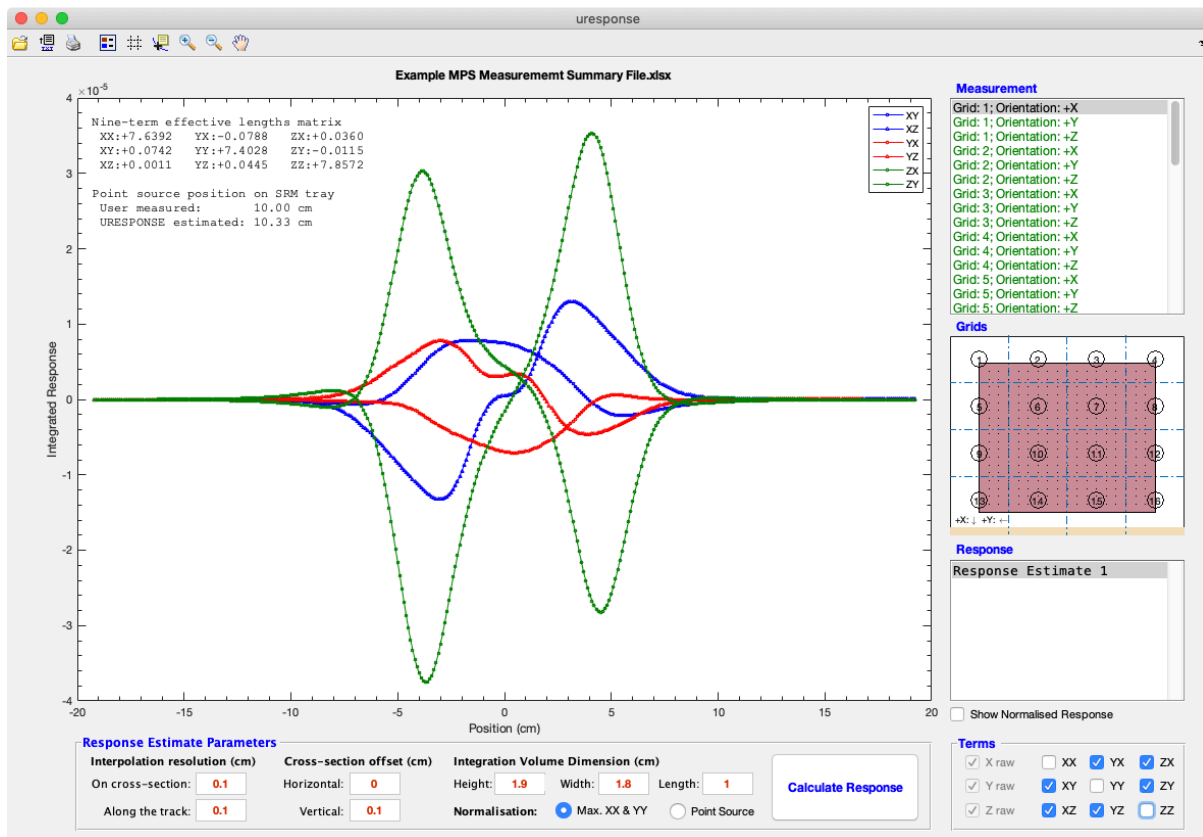 uresponse
TXT
Example MPS Measurememt Summary File.xlsx
×10⁻⁵
Nine-term effective lengths matrix
XX:+7.6392 YX:-0.0788 ZX:+0.0360
XY:+0.0742 YY:+7.4028 ZY:-0.0115
XZ:+0.0011 YZ:+0.0445 ZZ:+7.8572
Point source position on SRM tray
User measured: 10.00 cm
URESPONSE estimated: 10.33 cm
XY
XZ
YX
YZ
ZX
ZY
4
3
2
1
0
-1
-2
-3
-4
Integrated Response
-20 -15 -10 -5 0 5 10 15 20
Position (cm)
Measurement
Grid: 1; Orientation: +X
Grid: 1; Orientation: +Y
Grid: 1; Orientation: +Z
Grid: 2; Orientation: +X
Grid: 2; Orientation: +Y
Grid: 2; Orientation: +Z
Grid: 3; Orientation: +X
Grid: 3; Orientation: +Y
Grid: 3; Orientation: +Z
Grid: 4; Orientation: +X
Grid: 4; Orientation: +Y
Grid: 4; Orientation: +Z
Grid: 5; Orientation: +X
Grid: 5; Orientation: +Y
Grid: 5; Orientation: +Z
Grids
1 2 3 4
5 6 7 8
9 10 11 12
13 14 15 16
+X: ↓ +Y: ←
Response
Response Estimate 1
Show Normalised Response
Response Estimate Parameters
Interpolation resolution (cm) Cross-section offset (cm) Integration Volume Dimension (cm)
On cross-section: 0.1 Horizontal: 0 Height: 1.9 Width: 1.8 Length: 1
Along the track: 0.1 Vertical: 0.1 Normalisation: Max. XX & YY Point Source
Calculate Response
Terms
X raw XX YX ZX
Y raw XY YY ZY
Z raw XZ YZ ZZ